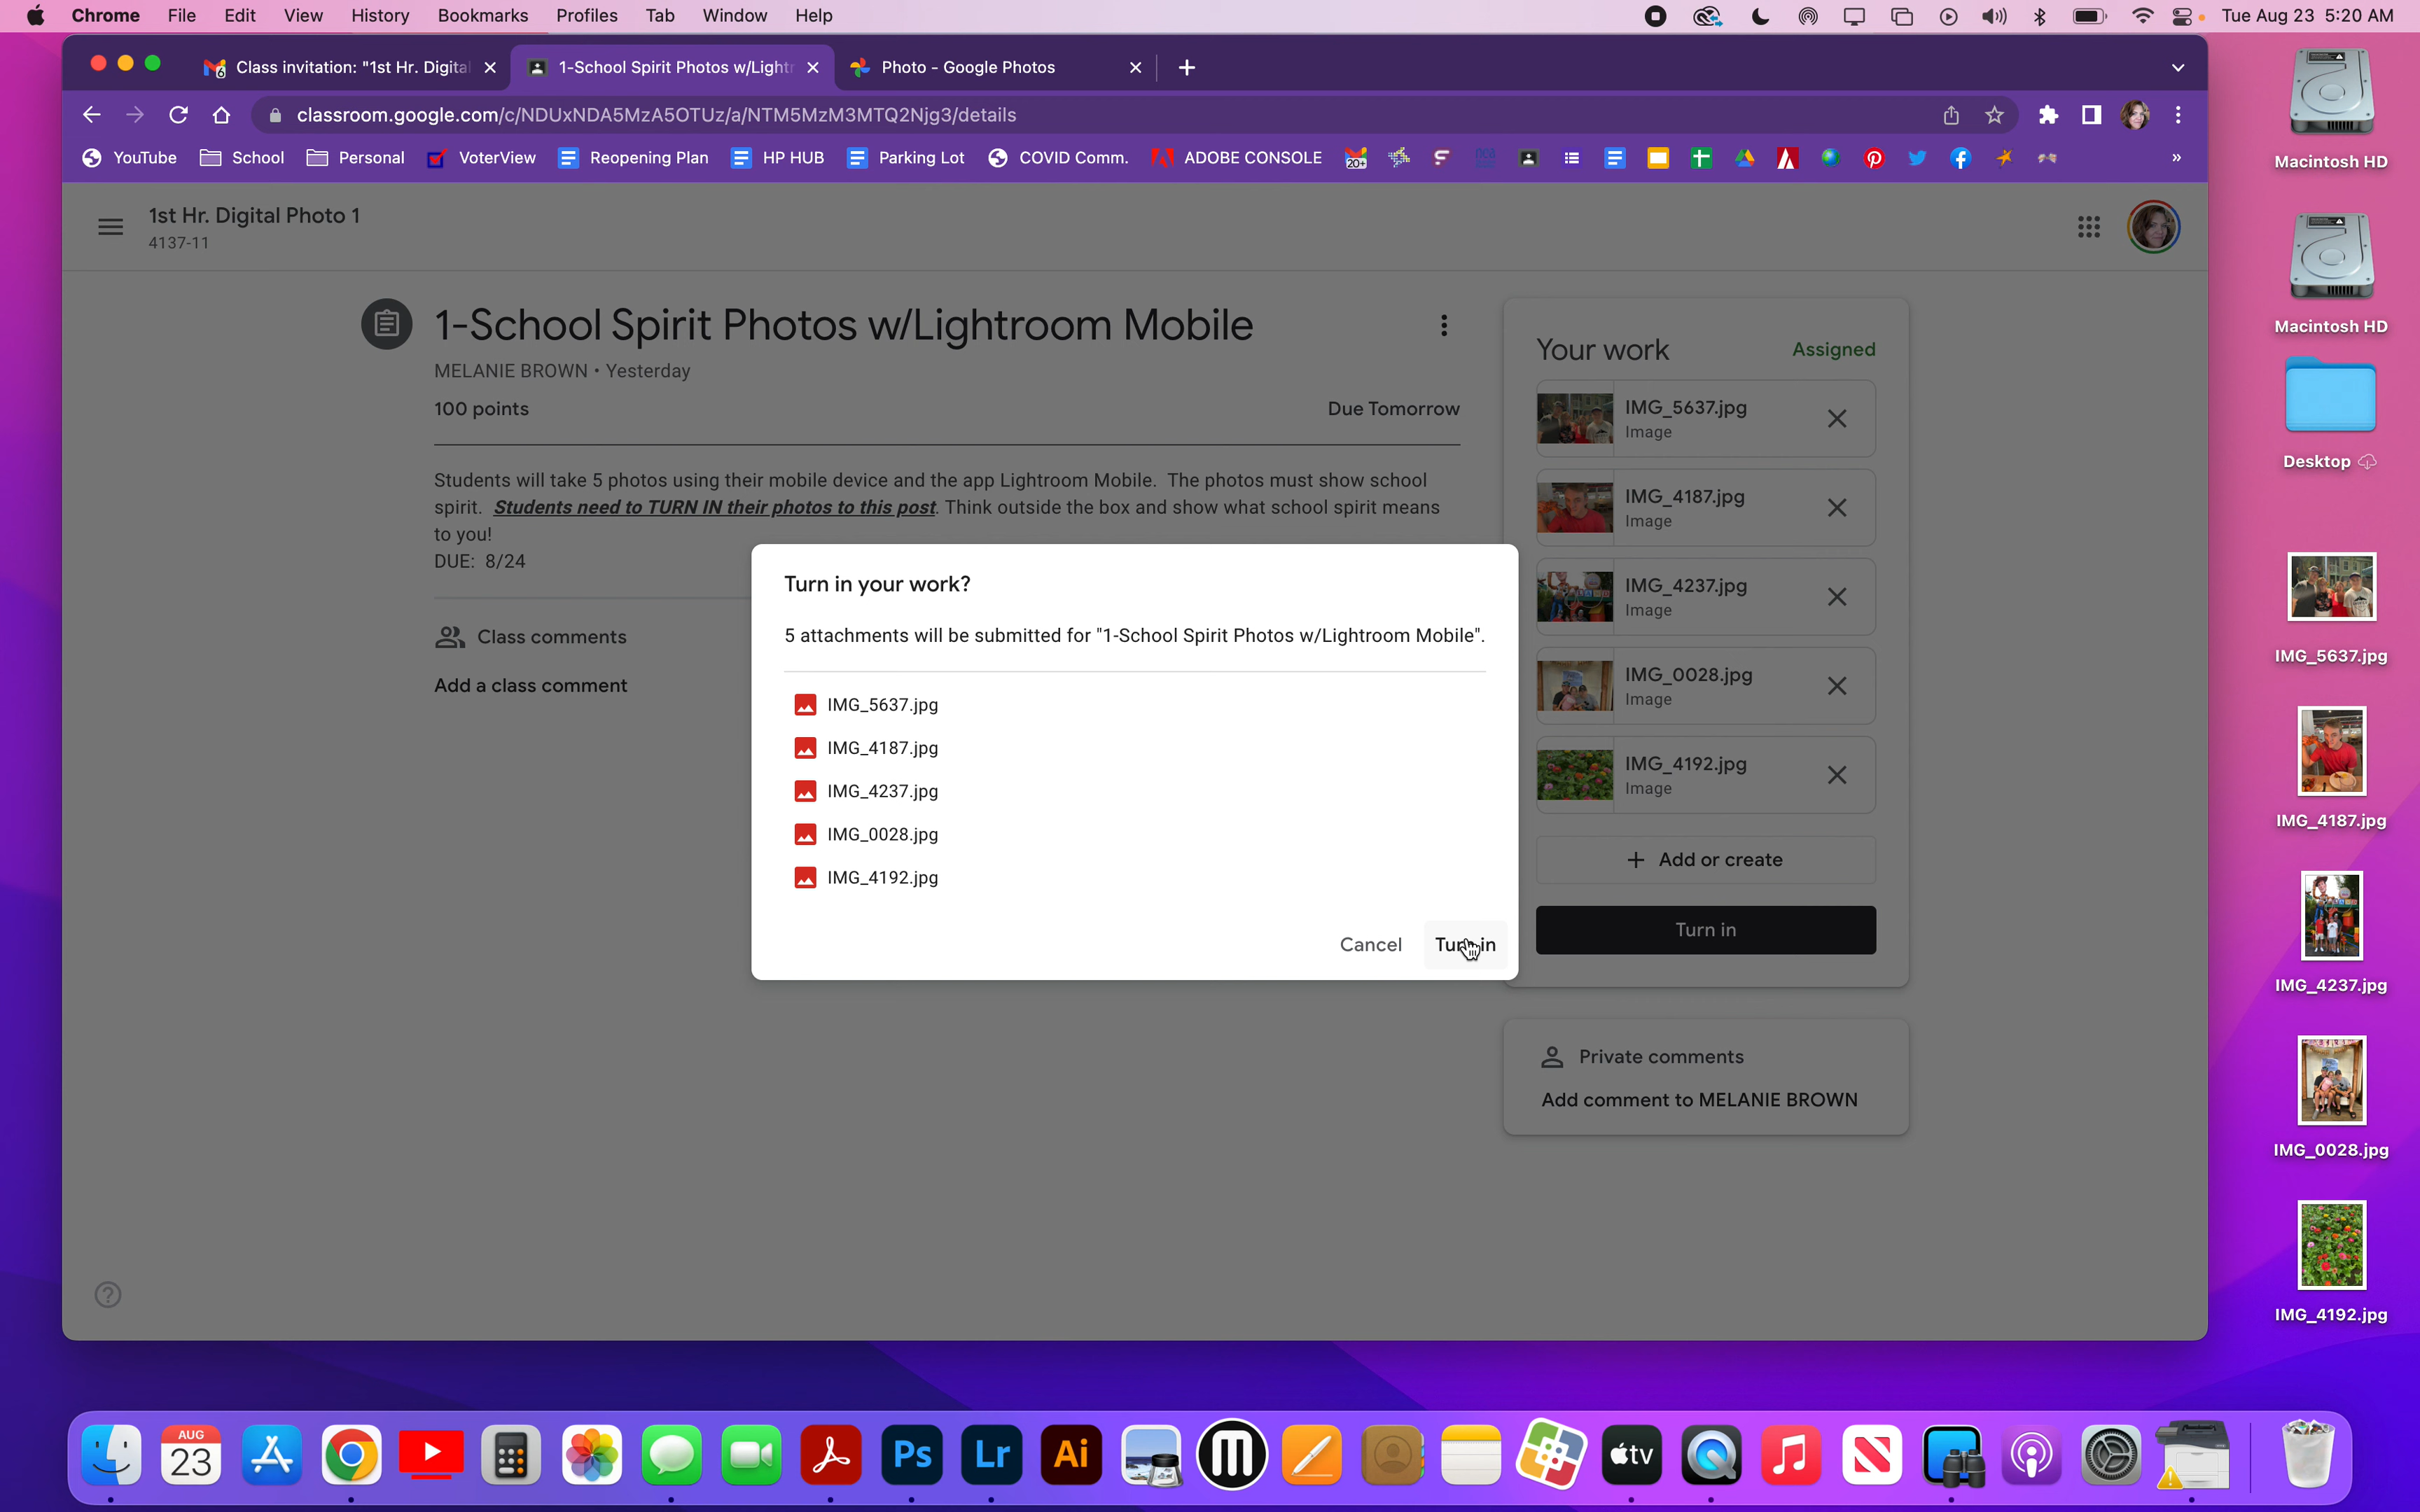 Chrome File Edit View History Bookmarks Profiles Tab Window Help
Tue Aug 23 5:20 AM
Class invitation: "1st Hr. Digital
1-School Spirit Photos w/Light
Photo - Google Photos
classroom.google.com/c/NDUxNDA5MzA5OTUz/a/NTM5MzM3MTQ2Njg3/details
YouTube School Personal VoterView Reopening Plan HP HUB Parking Lot COVID Comm. ADOBE CONSOLE 20+
1st Hr. Digital Photo 1
4137-11
1-School Spirit Photos w/Lightroom Mobile
MELANIE BROWN • Yesterday
100 points
Due Tomorrow
Students will take 5 photos using their mobile device and the app Lightroom Mobile. The photos must show school
spirit. Students need to TURN IN their photos to this post. Think outside the box and show what school spirit means
to you!
DUE: 8/24
Class comments
Add a class comment
Turn in your work?
5 attachments will be submitted for "1-School Spirit Photos w/Lightroom Mobile".
IMG_5637.jpg
IMG_4187.jpg
IMG_4237.jpg
IMG_0028.jpg
IMG_4192.jpg
Cancel
Turn in
Your work
Assigned
IMG_5637.jpg
Image
IMG_4187.jpg
Image
IMG_4237.jpg
Image
IMG_0028.jpg
Image
IMG_4192.jpg
Image
+ Add or create
Turn in
Private comments
Add comment to MELANIE BROWN
Macintosh HD
Macintosh HD
Desktop
IMG_5637.jpg
IMG_4187.jpg
IMG_4237.jpg
IMG_0028.jpg
IMG_4192.jpg
AUG
23
Ps
Lr
Ai
tv